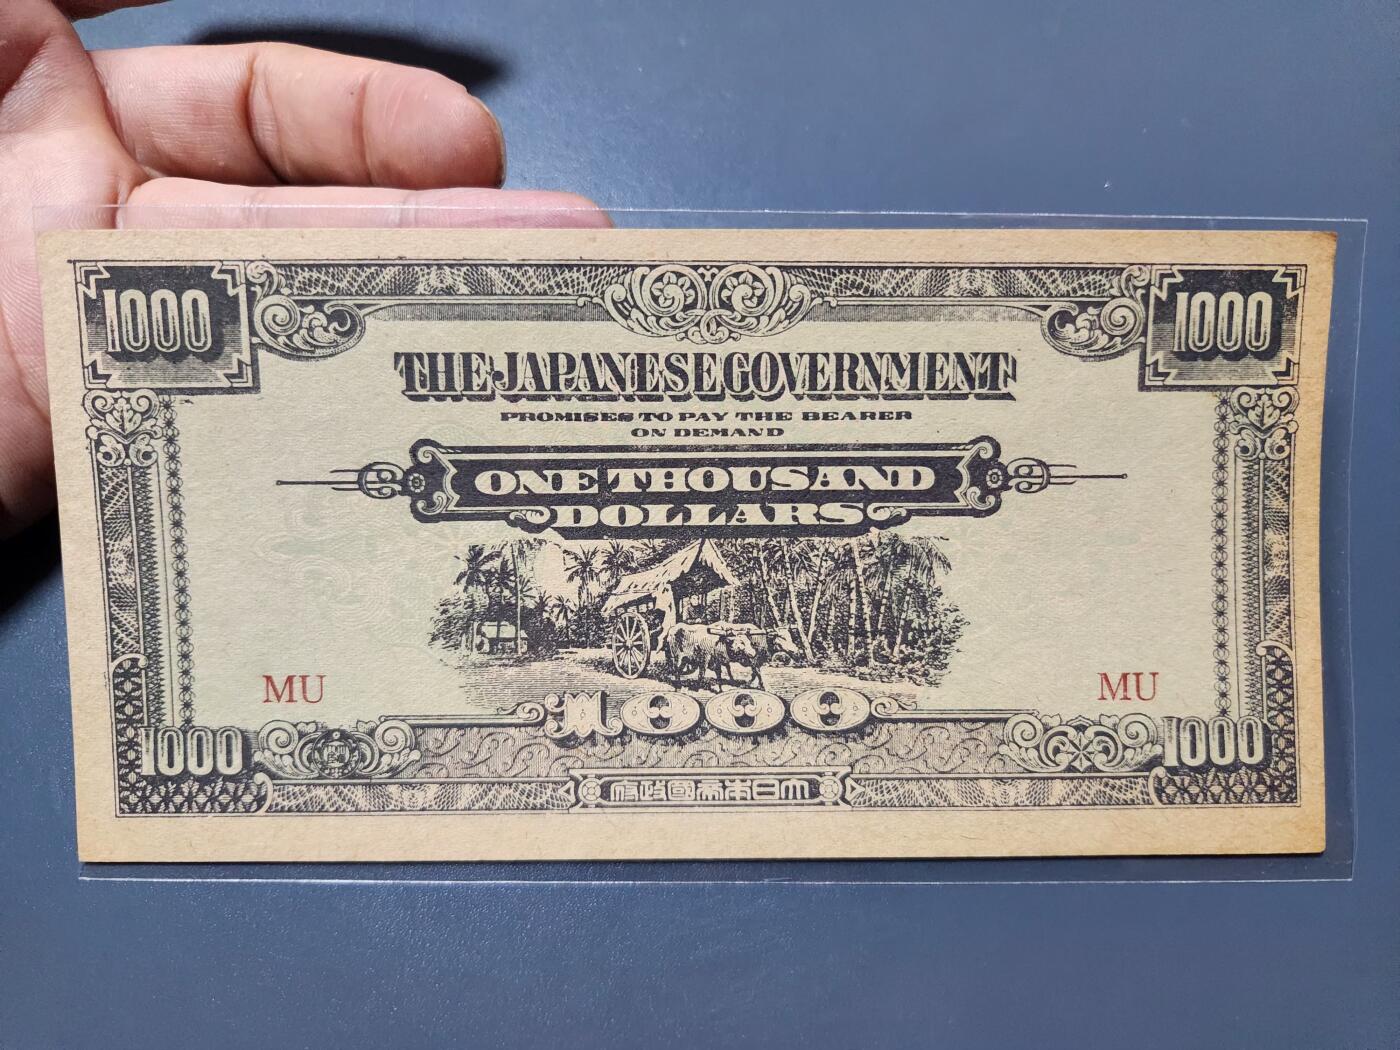 1000
1000
THE JAPANESE GOVERNMENT
PROMISES TO PAY THE BEARER
ON DEMAND
ONE THOUSAND
DOLLARS
MU
MU
1000
1000
1000
府政國帝本日大